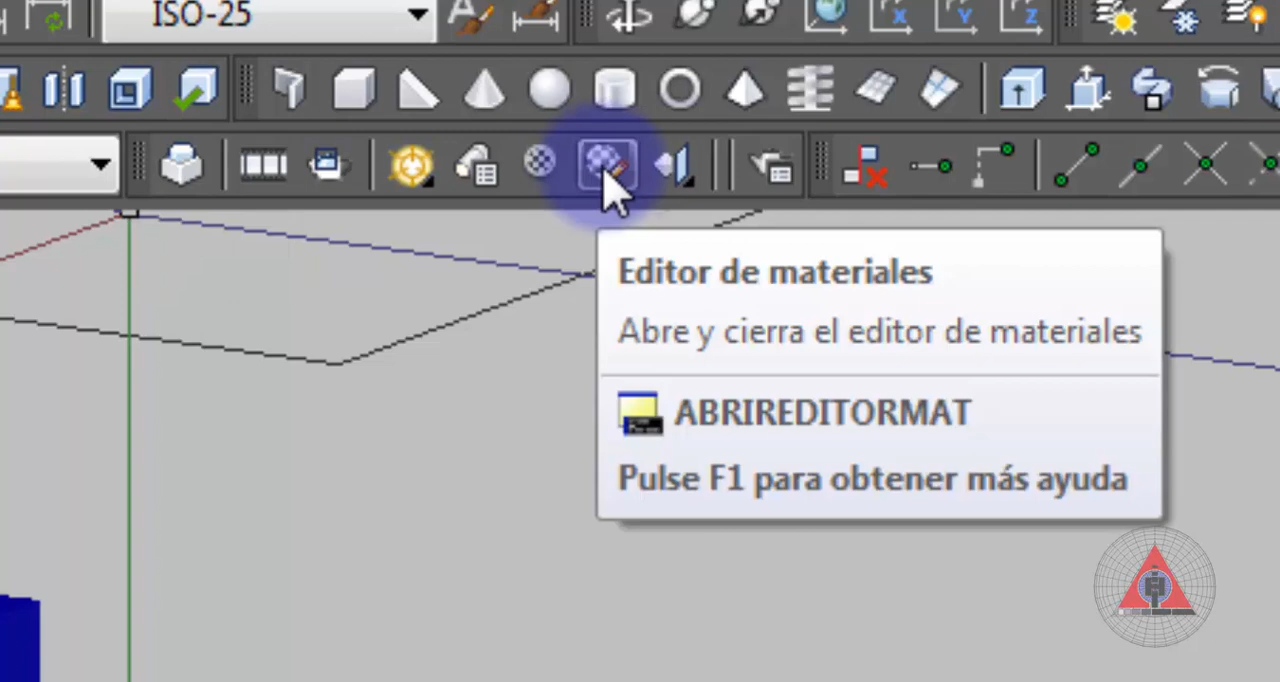 ISO-25
X
Y
Z
Editor de materiales
Abre y cierra el editor de materiales
ABRIREDITORMAT
Pulse F1 para obtener más ayuda